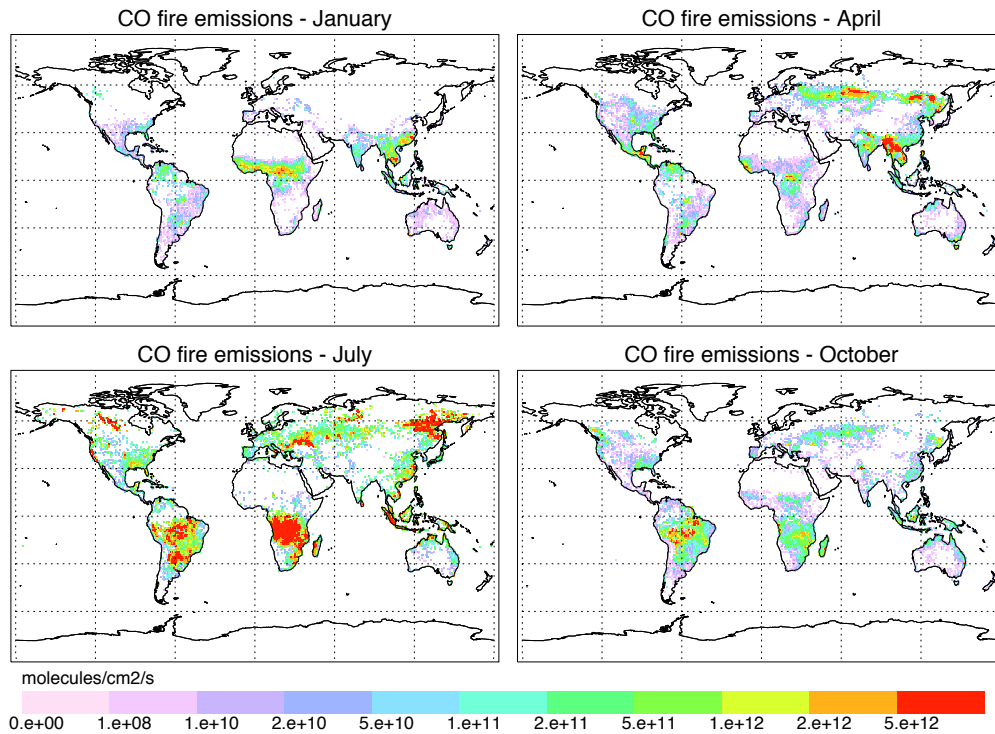 CO fire emissions - January
CO fire emissions - April
CO fire emissions - July
CO fire emissions - October
molecules/cm2/s
0.e+00 1.e+08 1.e+10 2.e+10 5.e+10 1.e+11 2.e+11 5.e+11 1.e+12 2.e+12 5.e+12